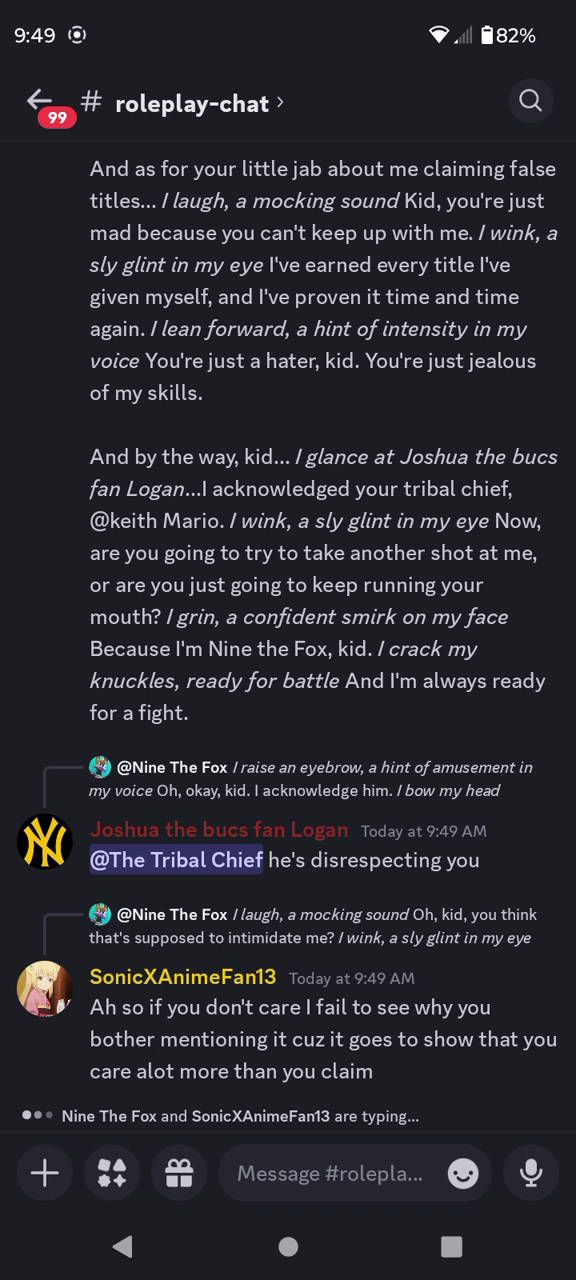 9:49
82%
99
# roleplay-chat ›
And as for your little jab about me claiming false
titles... I laugh, a mocking sound Kid, you're just
mad because you can't keep up with me. I wink, a
sly glint in my eye I've earned every title I've
given myself, and I've proven it time and time
again. I lean forward, a hint of intensity in my
voice You're just a hater, kid. You're just jealous
of my skills.
And by the way, kid... I glance at Joshua the bucs
fan Logan...I acknowledged your tribal chief,
@keith Mario. I wink, a sly glint in my eye Now,
are you going to try to take another shot at me,
or are you just going to keep running your
mouth? I grin, a confident smirk on my face
Because I'm Nine the Fox, kid. I crack my
knuckles, ready for battle And I'm always ready
for a fight.
@Nine The Fox I raise an eyebrow, a hint of amusement in
my voice Oh, okay, kid. I acknowledge him. I bow my head
Joshua the bucs fan Logan Today at 9:49 AM
@The Tribal Chief he's disrespecting you
@Nine The Fox I laugh, a mocking sound Oh, kid, you think
that's supposed to intimidate me? I wink, a sly glint in my eye
SonicXAnimeFan13 Today at 9:49 AM
Ah so if you don't care I fail to see why you
bother mentioning it cuz it goes to show that you
care alot more than you claim
Nine The Fox and SonicXAnimeFan13 are typing...
Message #rolepla...